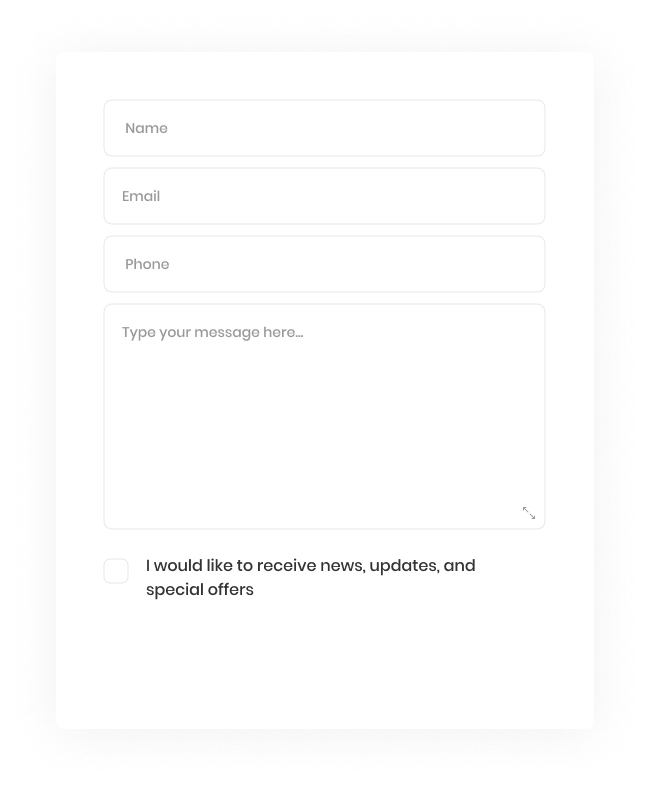 Name
Email
Phone
Type your message here...
I would like to receive news, updates, and
special offers